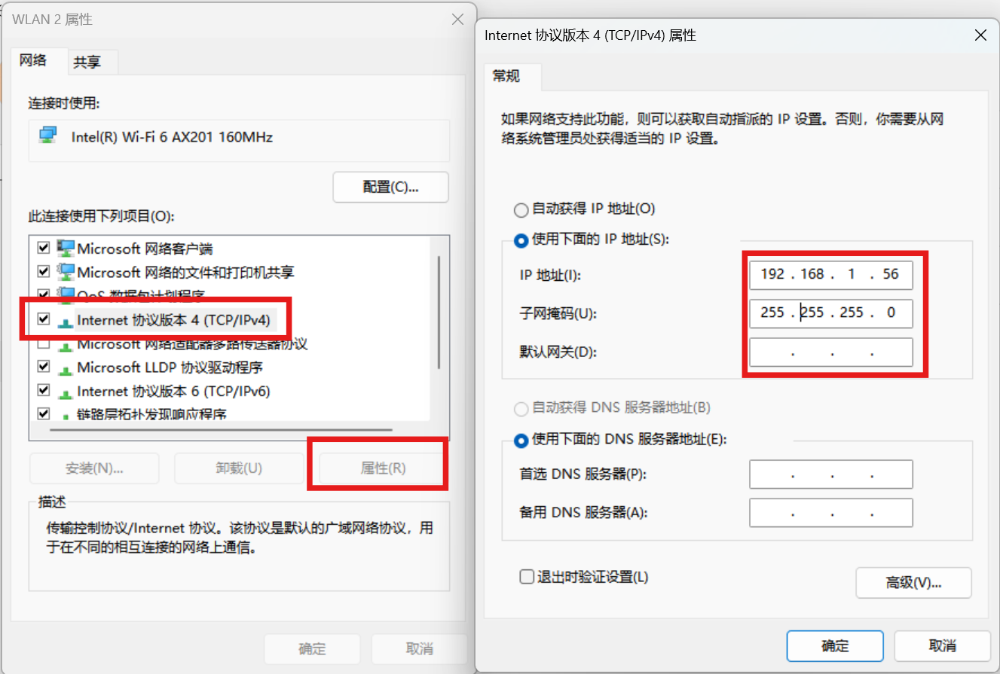 WLAN 2 属性
网络
共享
连接时使用:
Intel(R) Wi-Fi 6 AX201 160MHz
配置(C)...
此连接使用下列项目(O):
Microsoft 网络客户端
Microsoft 网络的文件和打印机共享
QoS 数据包计划程序
Internet 协议版本 4 (TCP/IPv4)
Microsoft 网络适配器多路传送器协议
Microsoft LLDP 协议驱动程序
Internet 协议版本 6 (TCP/IPv6)
链路层拓扑发现响应程序
安装(N)...
卸载(U)
属性(R)
描述
传输控制协议/Internet 协议。该协议是默认的广域网络协议，用
于在不同的相互连接的网络上通信。
确定
取消
Internet 协议版本 4 (TCP/IPv4) 属性
常规
如果网络支持此功能，则可以获取自动指派的 IP 设置。否则，你需要从网
络系统管理员处获得适当的 IP 设置。
自动获得 IP 地址(O)
使用下面的 IP 地址(S):
IP 地址(I):
192 . 168 . 1 . 56
子网掩码(U):
255 . 255 . 255 . 0
默认网关(D):
. . .
自动获得 DNS 服务器地址(B)
使用下面的 DNS 服务器地址(E):
首选 DNS 服务器(P):
. . .
备用 DNS 服务器(A):
. . .
退出时验证设置(L)
高级(V)...
确定
取消